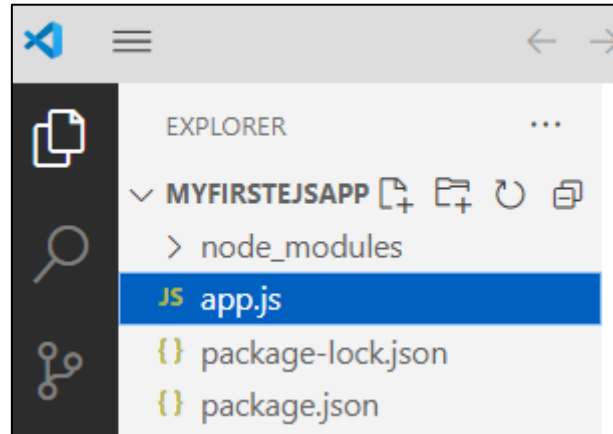 EXPLORER ...
MYFIRSTEJSAPP
node_modules
JS app.js
{} package-lock.json
{} package.json